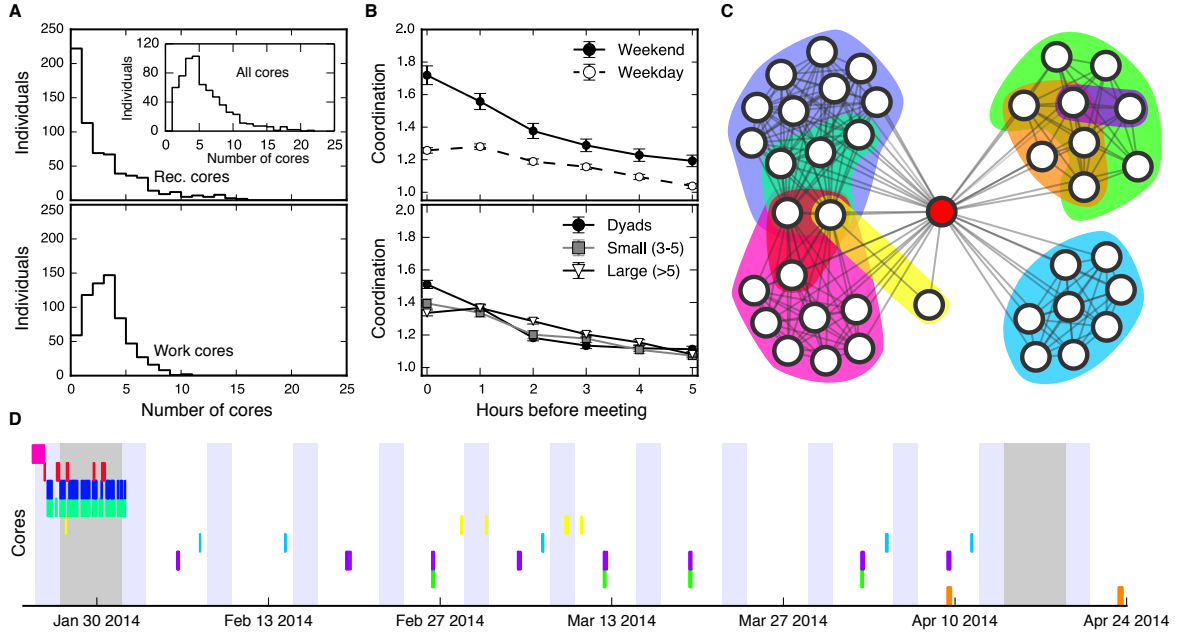 A
B
C
250
200
150
100
50
0
Individuals
120
80
40
0
Individuals
All cores
0 5 10 15 20 25
Number of cores
Rec. cores
250
200
150
100
50
0
Individuals
Work cores
0 5 10 15 20 25
Number of cores
2.0
1.8
1.6
1.4
1.2
1.0
Coordination
Weekend
Weekday
2.0
1.8
1.6
1.4
1.2
1.0
Coordination
Dyads
Small (3-5)
Large (>5)
0 1 2 3 4 5
Hours before meeting
D
Cores
Jan 30 2014 Feb 13 2014 Feb 27 2014 Mar 13 2014 Mar 27 2014 Apr 10 2014 Apr 24 2014